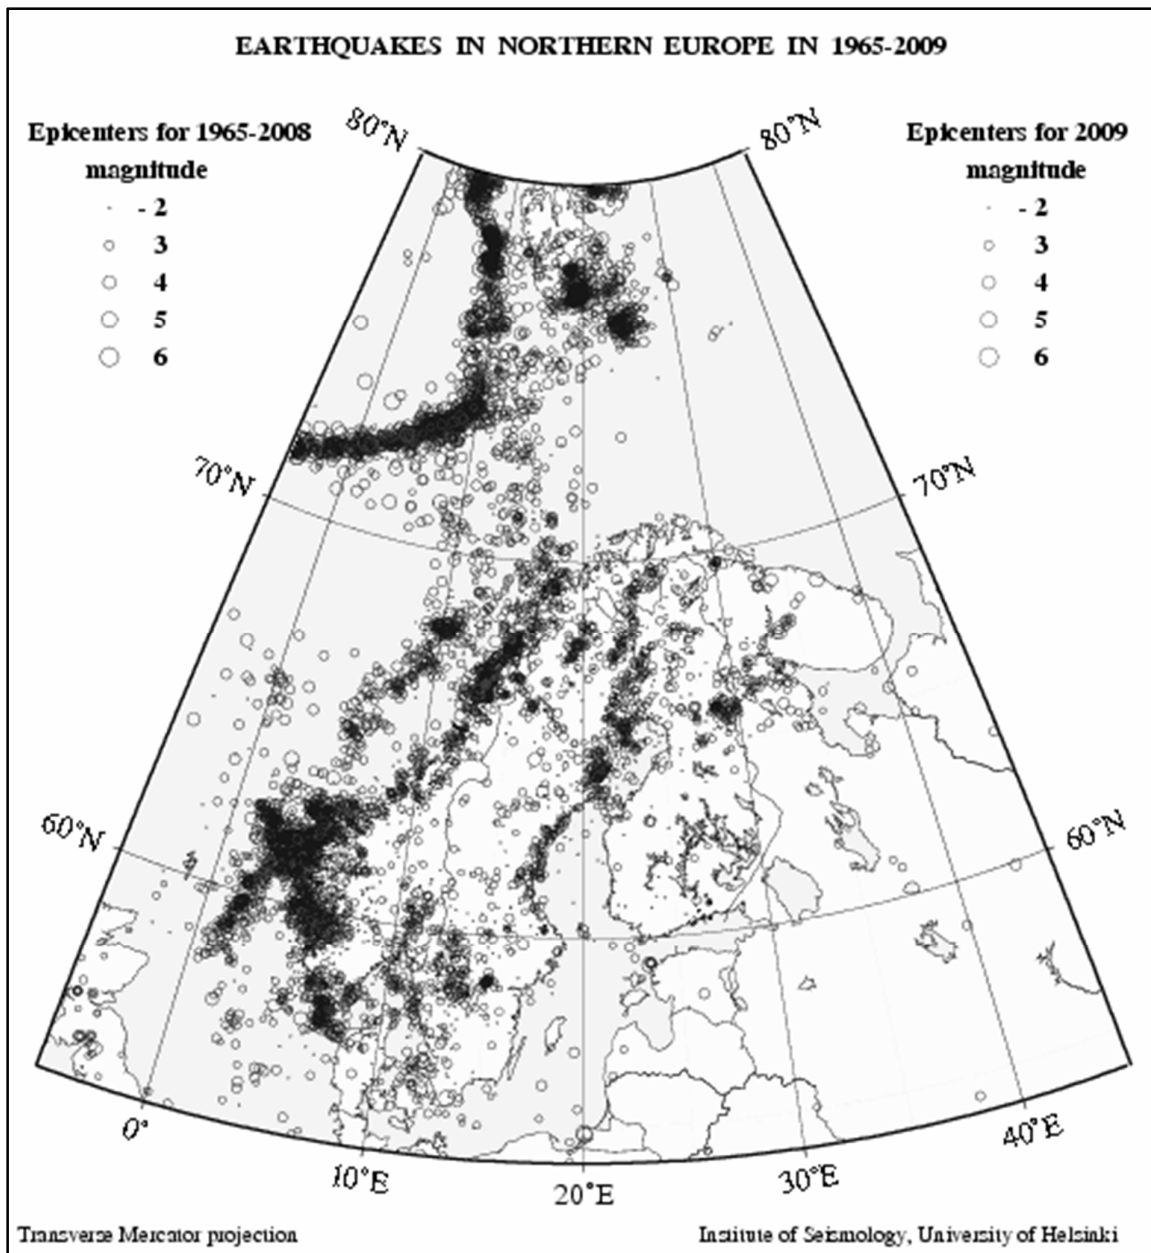 EARTHQUAKES IN NORTHERN EUROPE IN 1965-2009
80°N
80°N
Epicenters for 1965-2008
magnitude
- 2
3
4
5
6
Epicenters for 2009
magnitude
- 2
3
4
5
6
70°N
70°N
60°N
60°N
0°
10°E
20°E
30°E
40°E
Transverse Mercator projection
Institute of Seismology, University of Helsinki